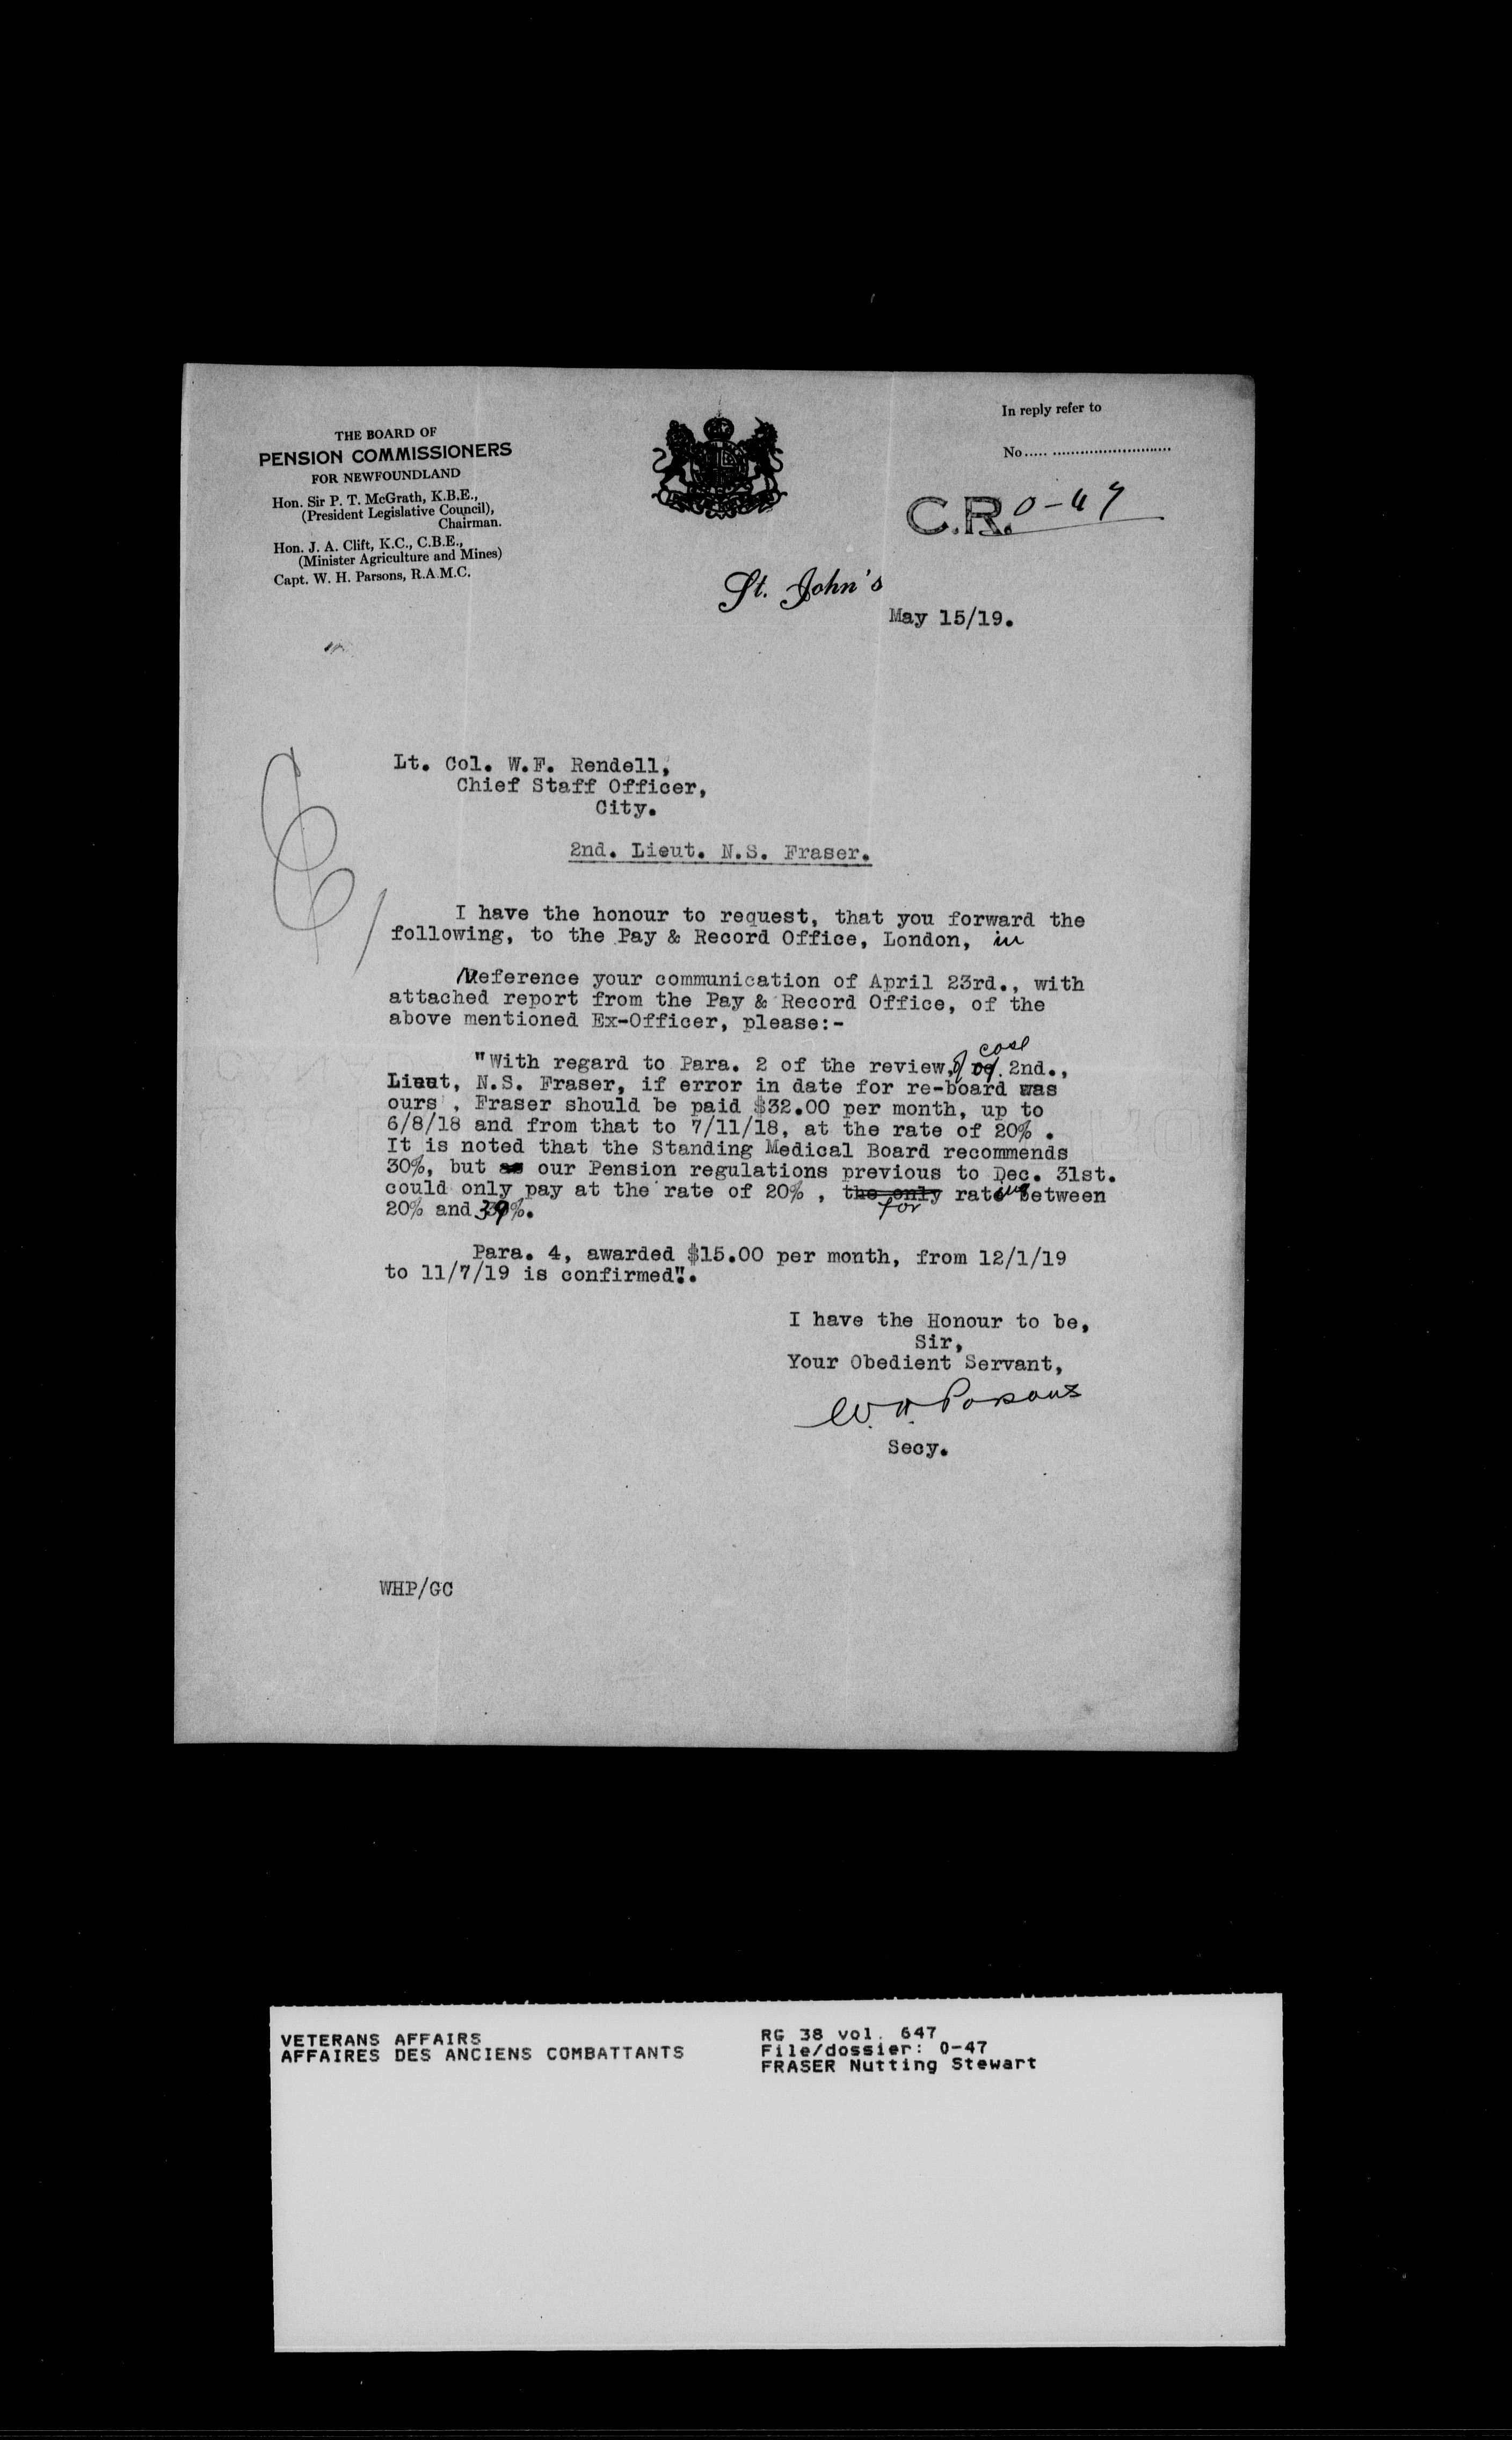 THE BOARD OF
PENSION COMMISSIONERS
FOR NEWFOUNDLAND
Hon. Sir P. T. McGrath, K.B.E.,
(President Legislative Council),
Chairman.
Hon. J. A. Clift, K.C., C.B.E.,
(Minister Agriculture and Mines)
Capt. W. H. Parsons, R.A.M.C.
In reply refer to
No..............................
C.R. 0-47
St. John's
May 15/19.
Lt. Col. W.F. Rendell,
Chief Staff Officer,
City.
2nd. Lieut. N.S. Fraser.
I have the honour to request, that you forward the
following, to the Pay & Record Office, London, in
Reference your communication of April 23rd., with
attached report from the Pay & Record Office, of the
above mentioned Ex-Officer, please:-
case
"With regard to Para. 2 of the review, of 2nd.,
Lieut, N.S. Fraser, if error in date for re-board was
ours , Fraser should be paid $32.00 per month, up to
6/8/18 and from that to 7/11/18, at the rate of 20% .
It is noted that the Standing Medical Board recommends
30%, but as our Pension regulations previous to Dec. 31st.
could only pay at the rate of 20% , the only rating between
for
20% and 39%.
Para. 4, awarded $15.00 per month, from 12/1/19
to 11/7/19 is confirmed".
I have the Honour to be,
Sir,
Your Obedient Servant,
W. H. Parsons
Secy.
WHP/GC
VETERANS AFFAIRS
AFFAIRES DES ANCIENS COMBATTANTS
RG 38 vol. 647
File/dossier: 0-47
FRASER Nutting Stewart